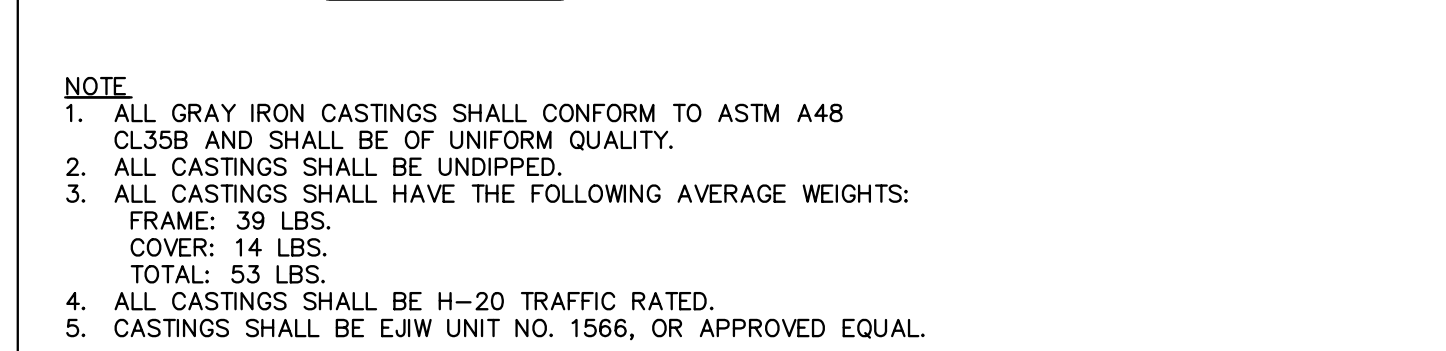 NOTE
1. ALL GRAY IRON CASTINGS SHALL CONFORM TO ASTM A48
CL35B AND SHALL BE OF UNIFORM QUALITY.
2. ALL CASTINGS SHALL BE UNDIPPED.
3. ALL CASTINGS SHALL HAVE THE FOLLOWING AVERAGE WEIGHTS:
FRAME: 39 LBS.
COVER: 14 LBS.
TOTAL: 53 LBS.
4. ALL CASTINGS SHALL BE H-20 TRAFFIC RATED.
5. CASTINGS SHALL BE EJIW UNIT NO. 1566, OR APPROVED EQUAL.